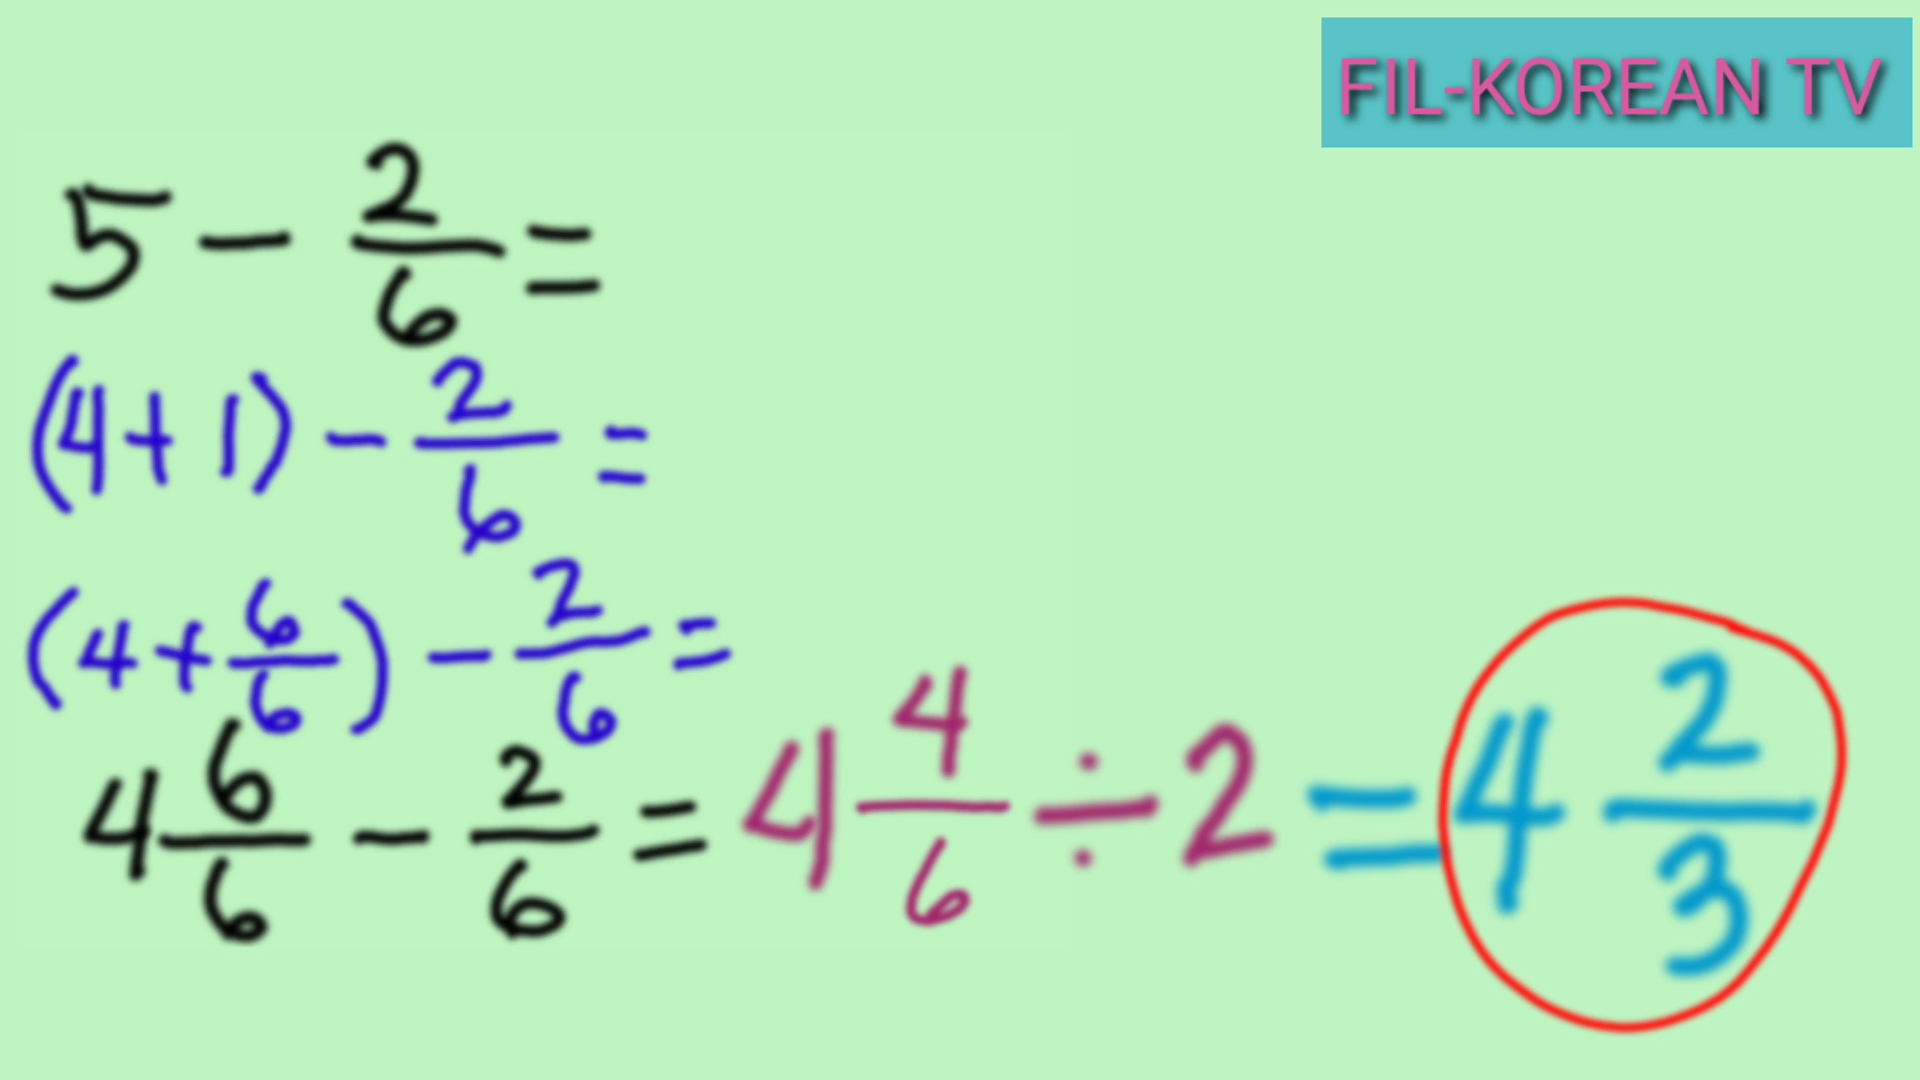 FIL-KOREAN TV
5 - 2/6 =
(4 + 1) - 2/6 =
(4 + 6/6) - 2/6 =
4 6/6 - 2/6 = 4 4/6 ÷ 2 = 4 2/3